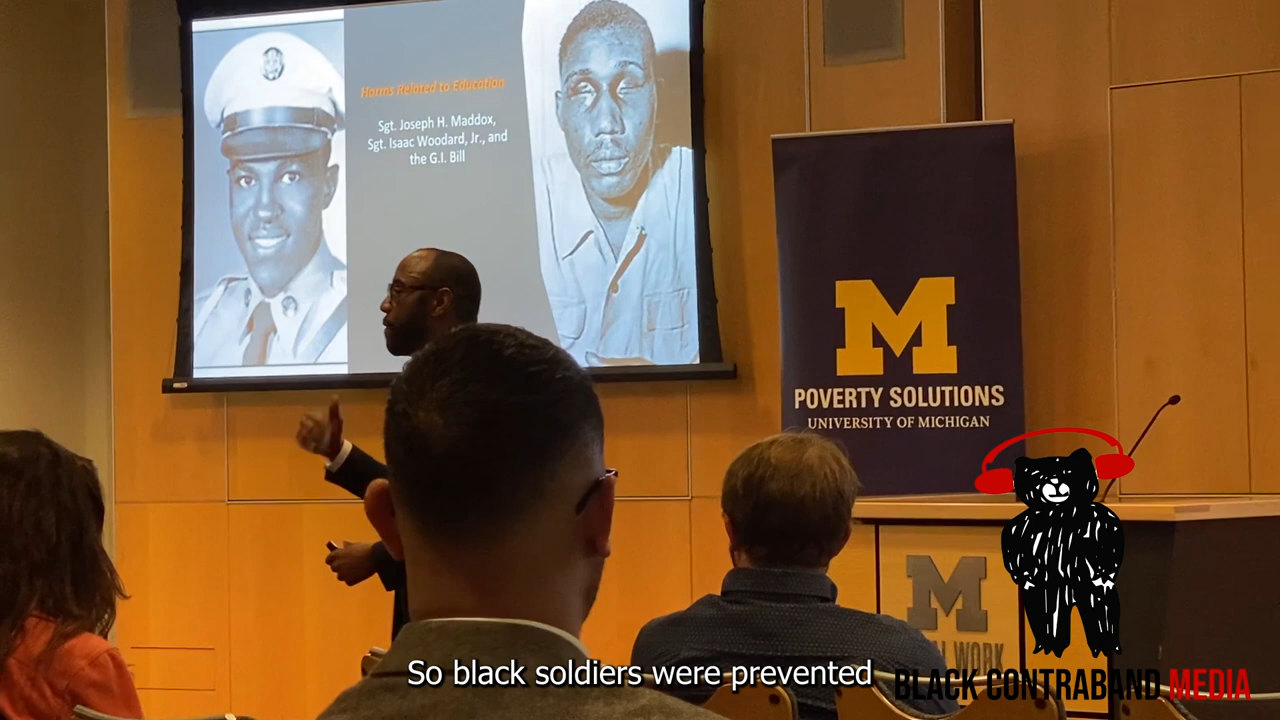 Harms Related to Education
Sgt. Joseph H. Maddox,
Sgt. Isaac Woodard, Jr., and
the G.I. Bill
M
POVERTY SOLUTIONS
UNIVERSITY OF MICHIGAN
M
WORK
So black soldiers were prevented
BLACK CONTRABAND MEDIA